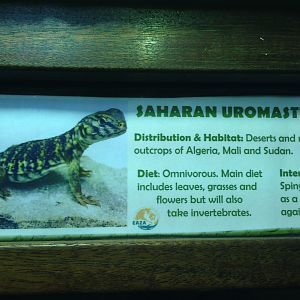 SAHARAN UROMAST
Distribution & Habitat: Deserts and
outcrops of Algeria, Mali and Sudan.
Diet: Omnivorous. Main diet
includes leaves, grasses and
flowers but will also
take invertebrates.
Inte
Spiny
as a
agai
EAZA